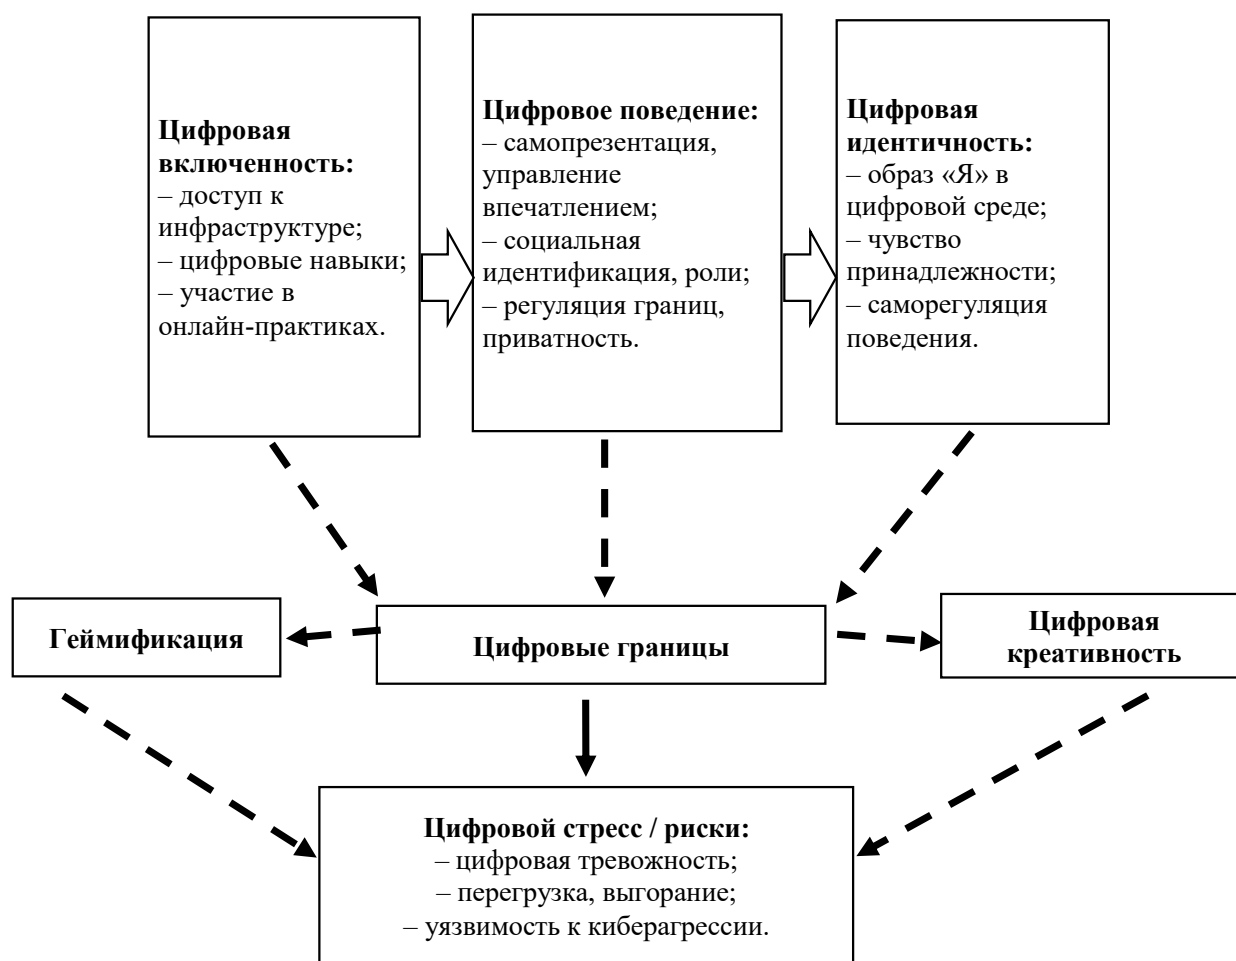 Цифровая
включенность:
– доступ к
инфраструктуре;
– цифровые навыки;
– участие в
онлайн-практиках.
Цифровое поведение:
– самопрезентация,
управление
впечатлением;
– социальная
идентификация, роли;
– регуляция границ,
приватность.
Цифровая
идентичность:
– образ «Я» в
цифровой среде;
– чувство
принадлежности;
– саморегуляция
поведения.
Геймификация
Цифровые границы
Цифровая
креативность
Цифровой стресс / риски:
– цифровая тревожность;
– перегрузка, выгорание;
– уязвимость к киберагрессии.